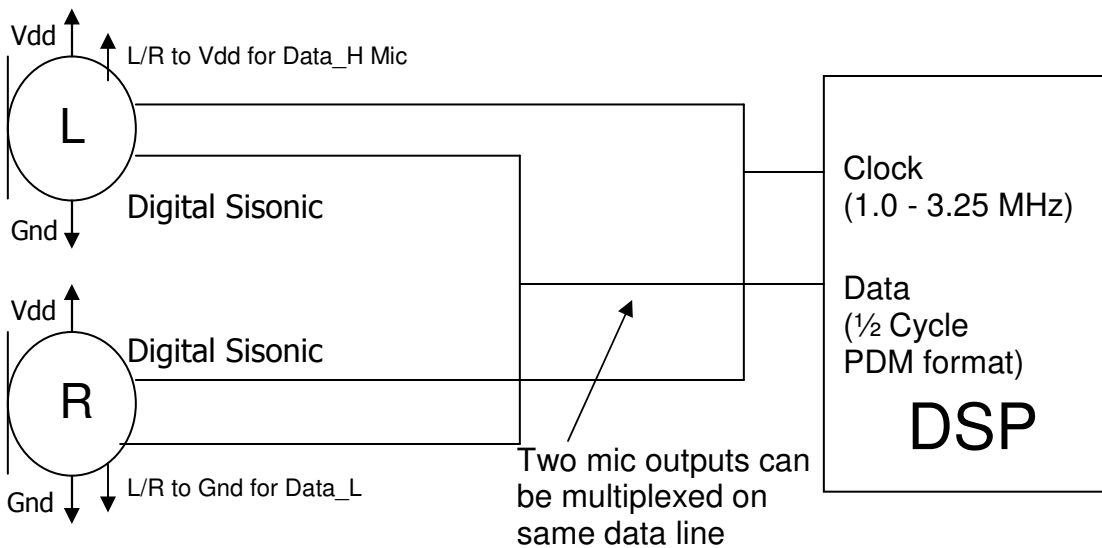 Vdd
L/R to Vdd for Data_H Mic
L
Digital Sisonic
Gnd
Vdd
Digital Sisonic
R
L/R to Gnd for Data_L
Gnd
Clock
(1.0 - 3.25 MHz)
Data
(½ Cycle
PDM format)
DSP
Two mic outputs can
be multiplexed on
same data line